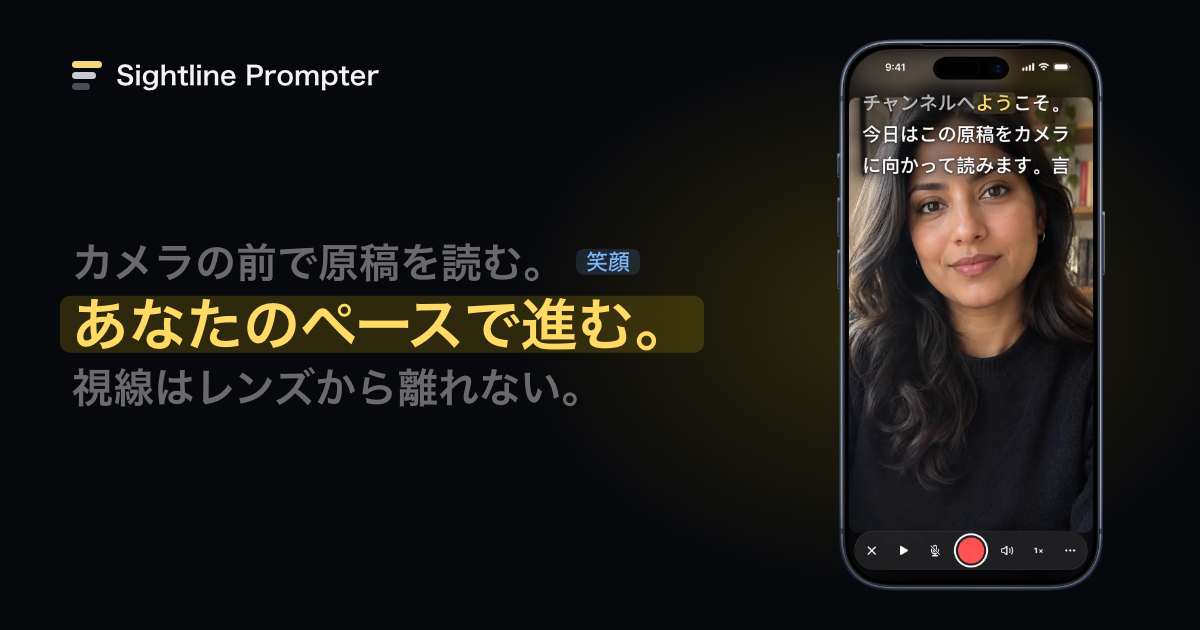 Sightline Prompter
カメラの前で原稿を読む。 笑顔
あなたのペースで進む。
視線はレンズから離れない。
9:41
チャンネルへようこそ。
今日はこの原稿をカメラ
に向かって読みます。言
1×